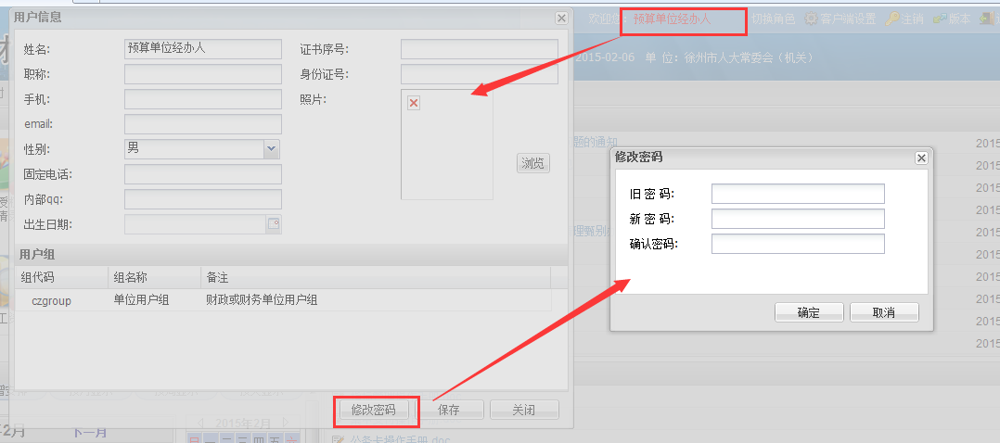 用户信息
欢迎您: 预算单位经办人 切换角色 客户端设置 注销 版本
姓名: 预算单位经办人 证书序号:
2015-02-06 单 位: 徐州市人大常委会（机关）
职称: 身份证号:
手机: 照片:
email:
性别: 男
浏览
固定电话:
内部qq:
出生日期:
题的通知
2015
2015
2015
2015
理甄别
2015
2015
2015
2015
2015
2015
修改密码
旧 密 码:
新 密 码:
确认密码:
确定 取消
用户组
组代码 组名称 备注
czgroup 单位用户组 财政或财务单位用户组
修改密码 保存 关闭
2月 下一月
2015年2月
日 一 二 三 四 五 六
公务卡操作手册.doc